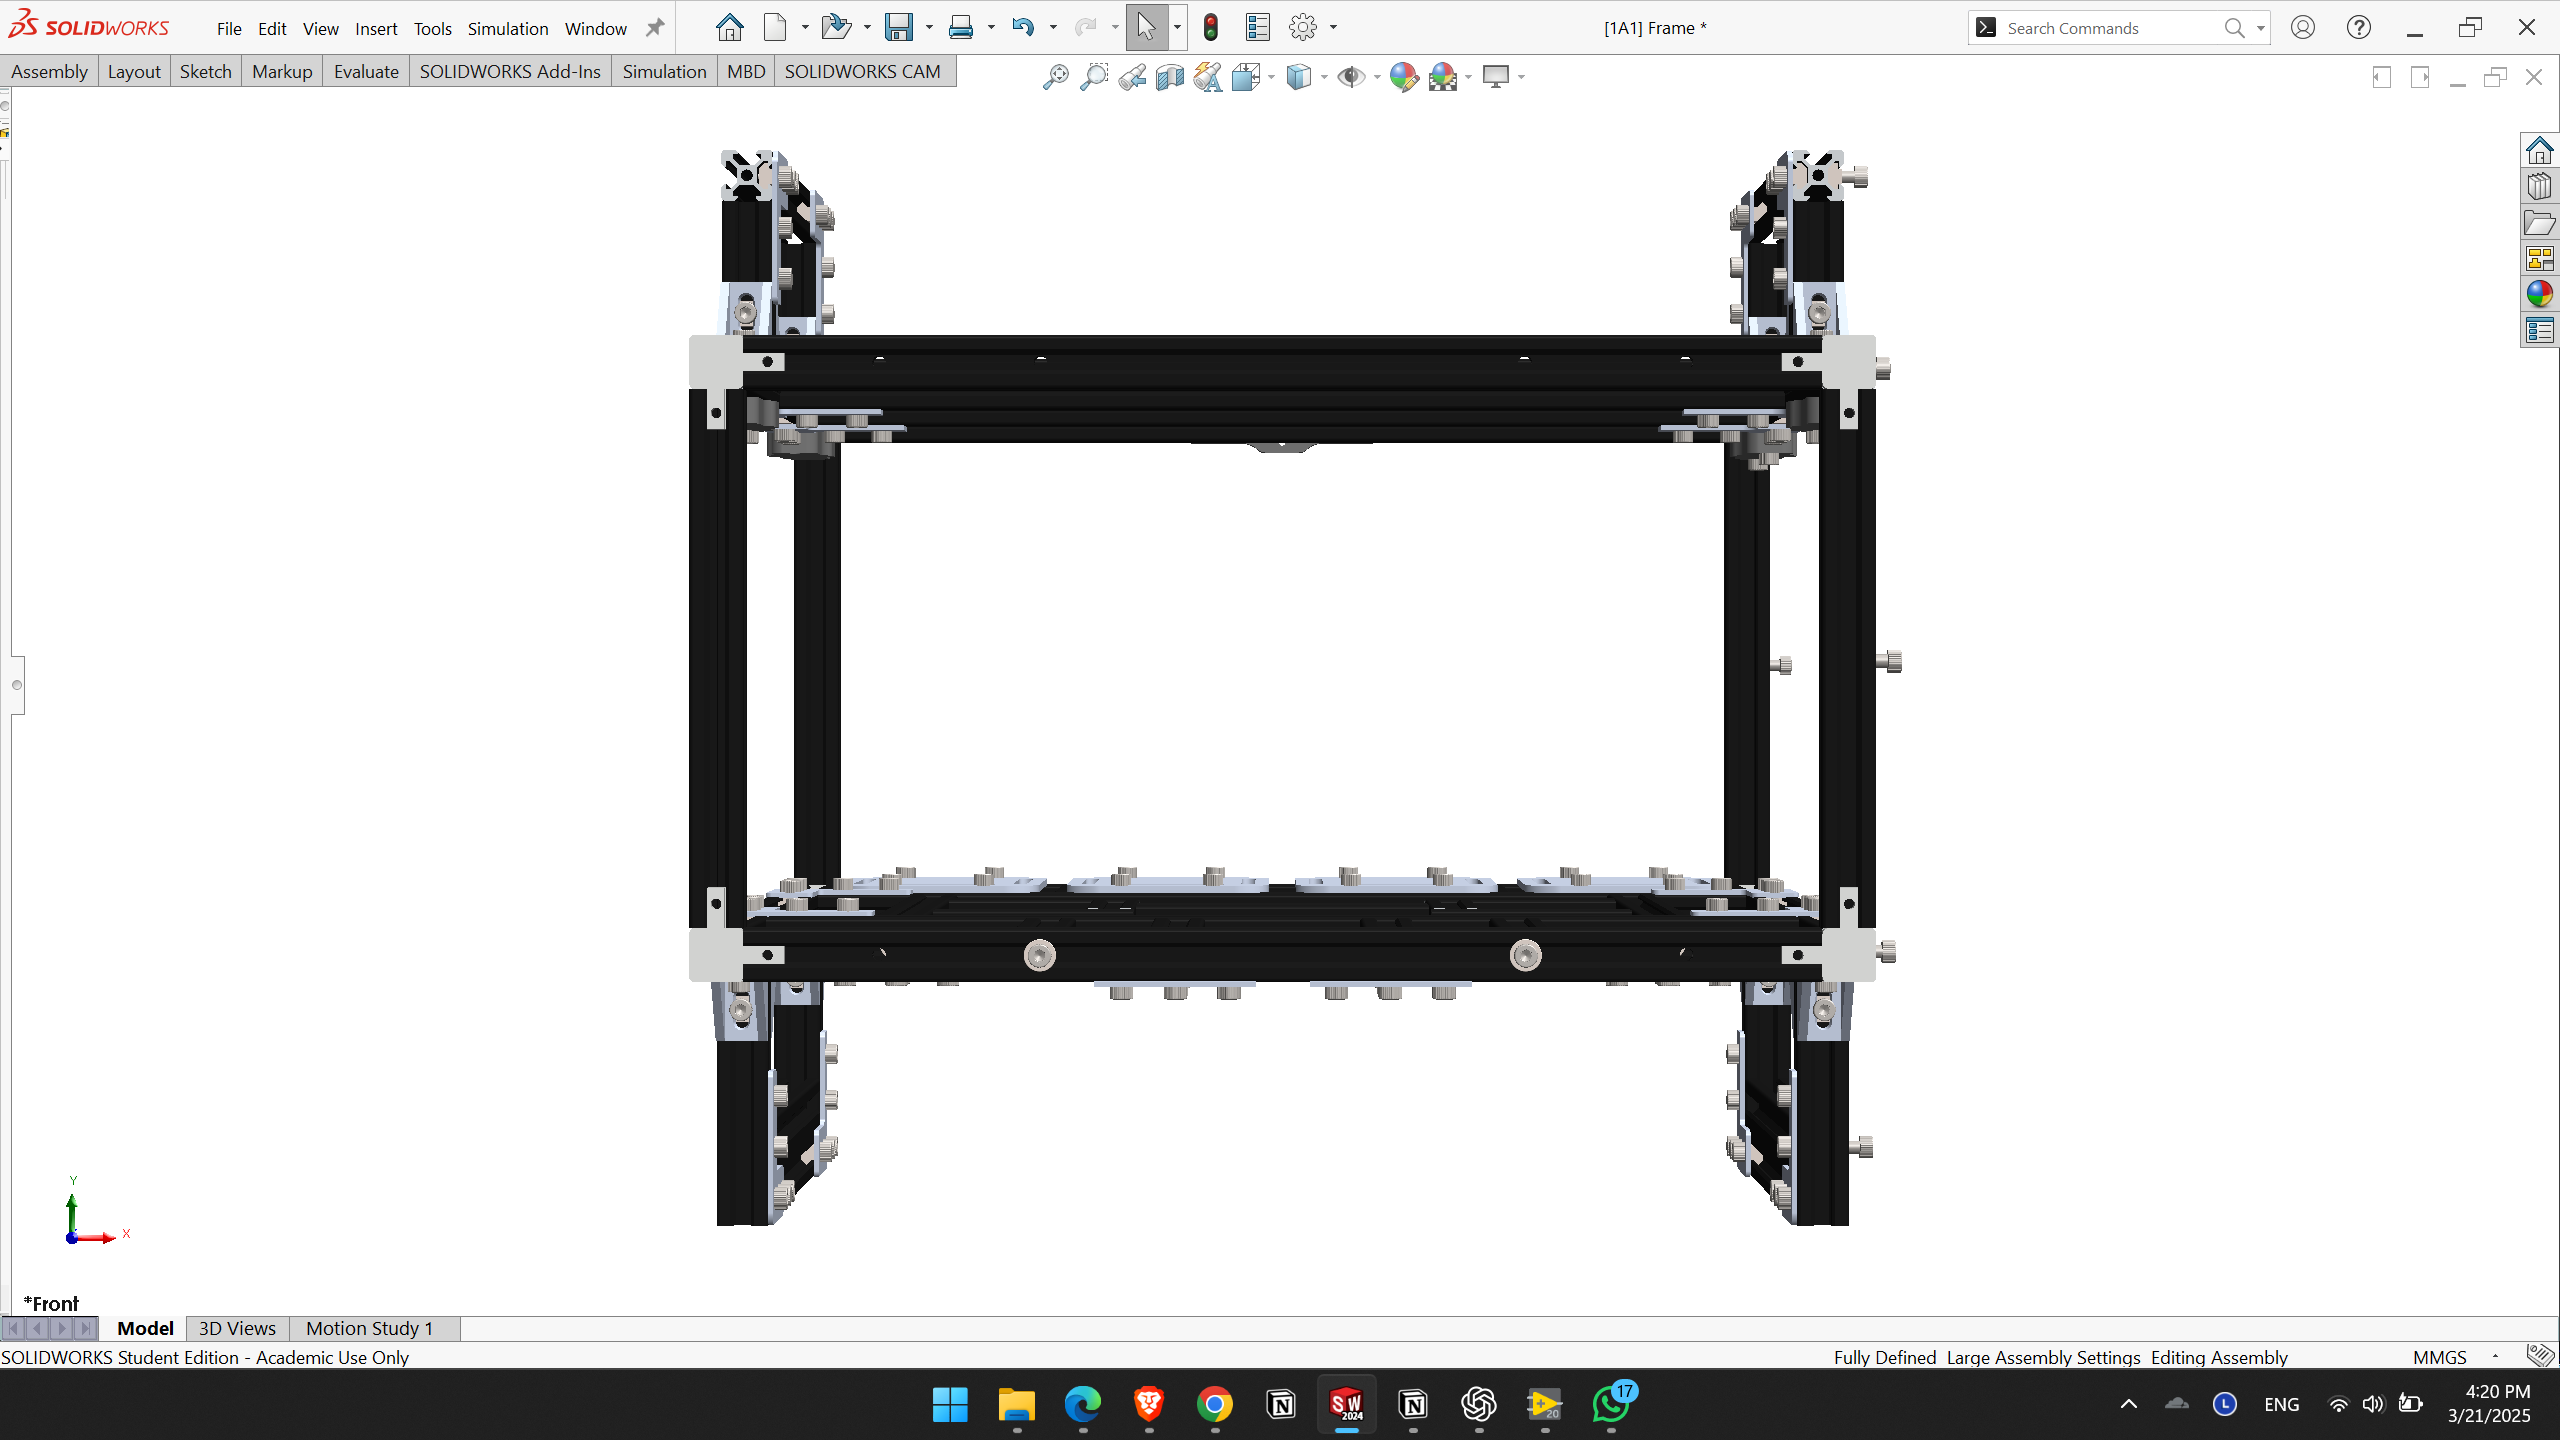 SOLIDWORKS File Edit View Insert Tools Simulation Window [1A1] Frame * Search Commands
Assembly Layout Sketch Markup Evaluate SOLIDWORKS Add-Ins Simulation MBD SOLIDWORKS CAM
Y
X
*Front
Model 3D Views Motion Study 1
SOLIDWORKS Student Edition - Academic Use Only Fully Defined Large Assembly Settings Editing Assembly MMGS
SW 2024 20 17 L ENG 4:20 PM
3/21/2025